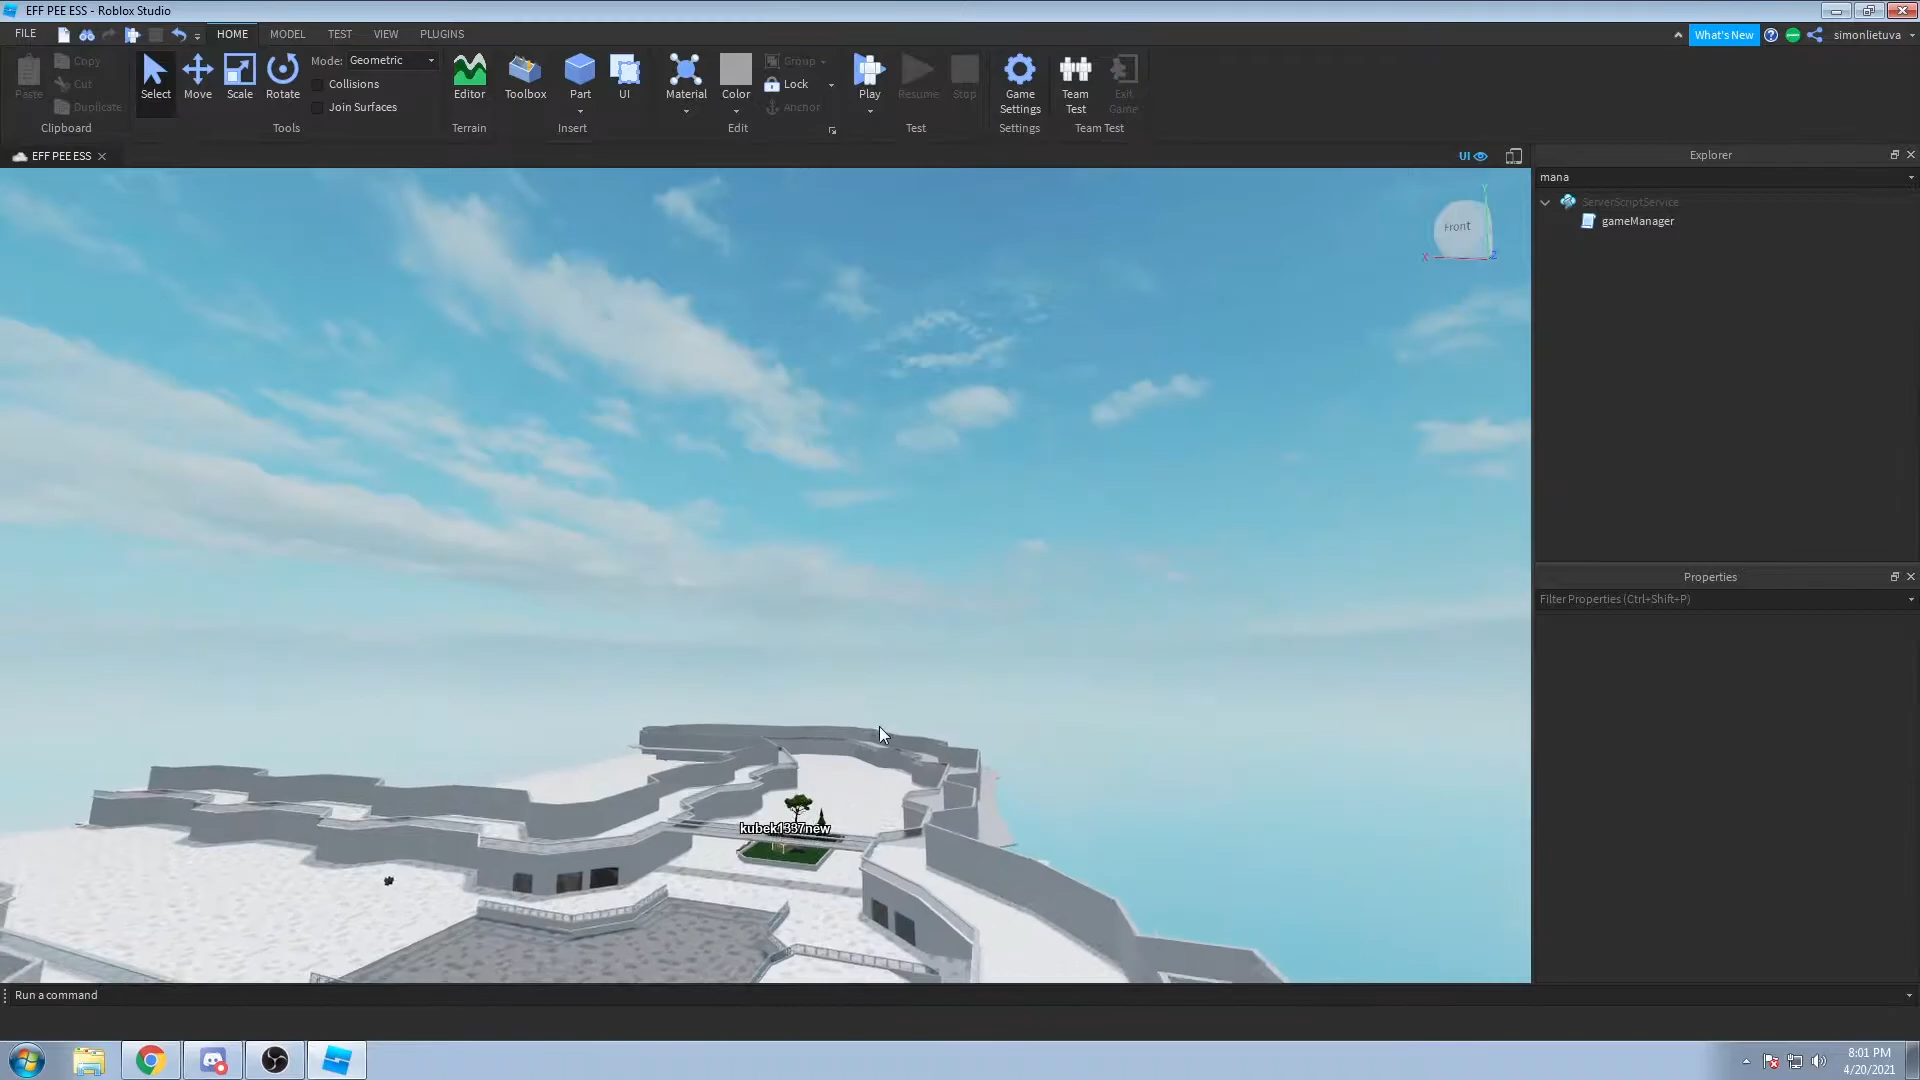 EFF PEE ESS - Roblox Studio
FILE
HOME
MODEL
TEST
VIEW
PLUGINS
What's New
simonlietuva
Paste
Copy
Cut
Duplicate
Clipboard
Select
Move
Scale
Rotate
Mode: Geometric
Collisions
Join Surfaces
Tools
Editor
Terrain
Toolbox
Part
UI
Insert
Material
Color
Group
Lock
Anchor
Edit
Play
Resume
Stop
Test
Game
Settings
Settings
Team
Test
Exit
Game
Team Test
EFF PEE ESS
UI
Explorer
mana
ServerScriptService
gameManager
Front
Y
X
Z
Properties
Filter Properties (Ctrl+Shift+P)
kubek1337new
Run a command
8:01 PM
4/20/2021